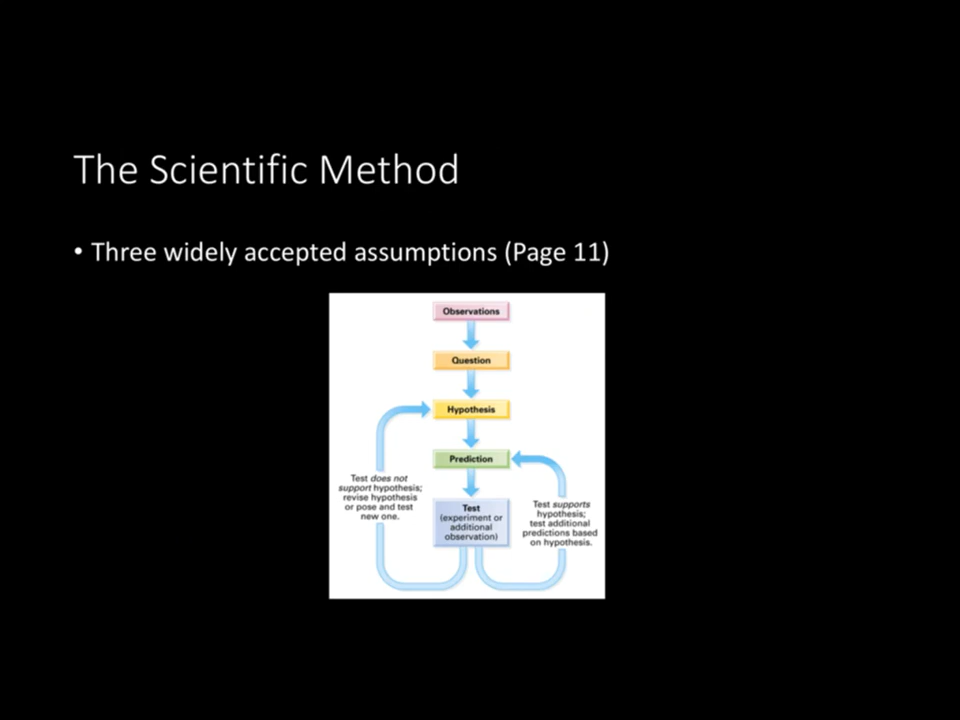 The Scientific Method
• Three widely accepted assumptions (Page 11)
Observations
Question
Hypothesis
Prediction
Test does not
support hypothesis;
revise hypothesis
or pose and test
new one.
Test
(experiment or
additional
observation)
Test supports
hypothesis;
test additional
predictions based
on hypothesis.